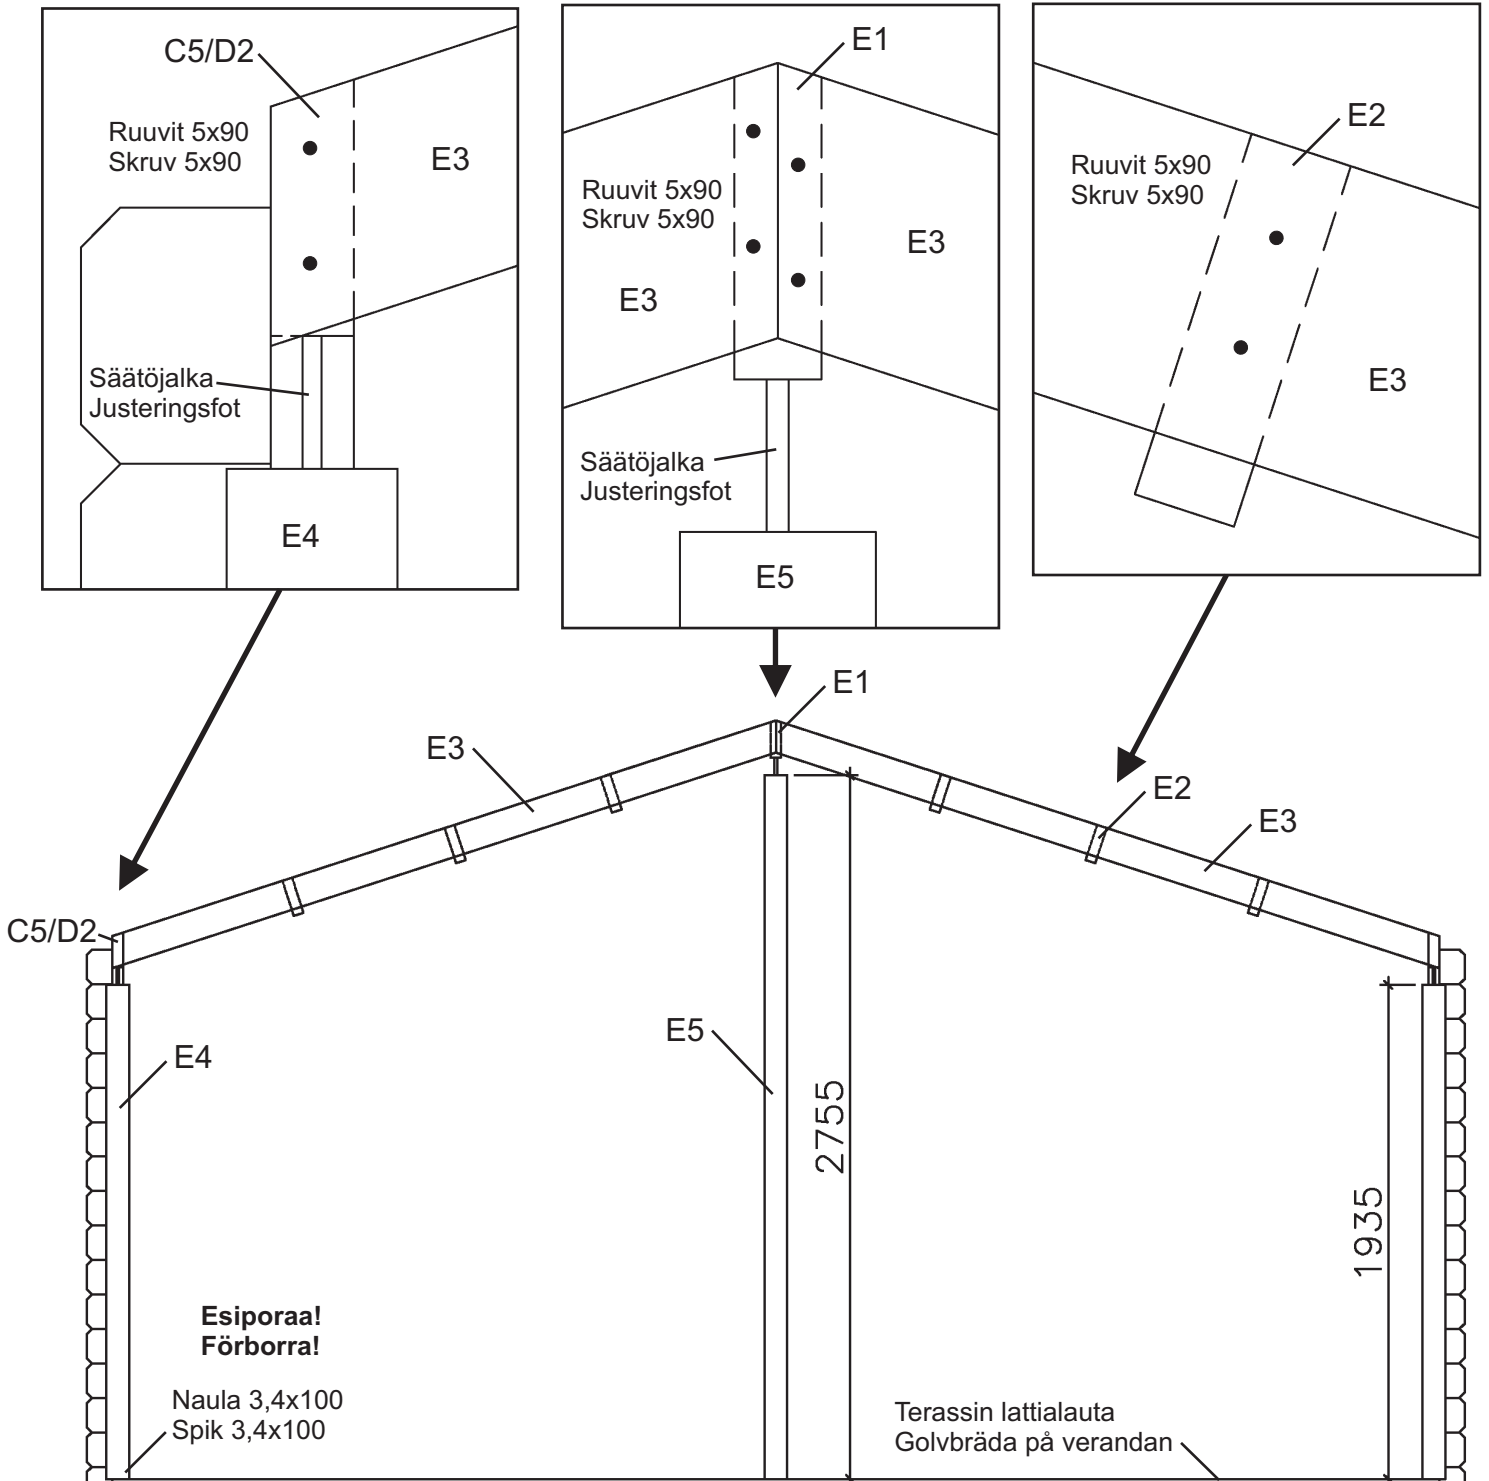 C5/D2
Ruuvit 5x90
Skruv 5x90
E3
Säätöjalka
Justeringsfot
E4
E1
Ruuvit 5x90
Skruv 5x90
E3
E3
Säätöjalka
Justeringsfot
E5
E2
Ruuvit 5x90
Skruv 5x90
E3
E1
E3
E2
E3
C5/D2
E5
E4
2755
1935
Esiporaa!
Förborra!
Naula 3,4x100
Spik 3,4x100
Terassin lattialauta
Golvbräda på verandan